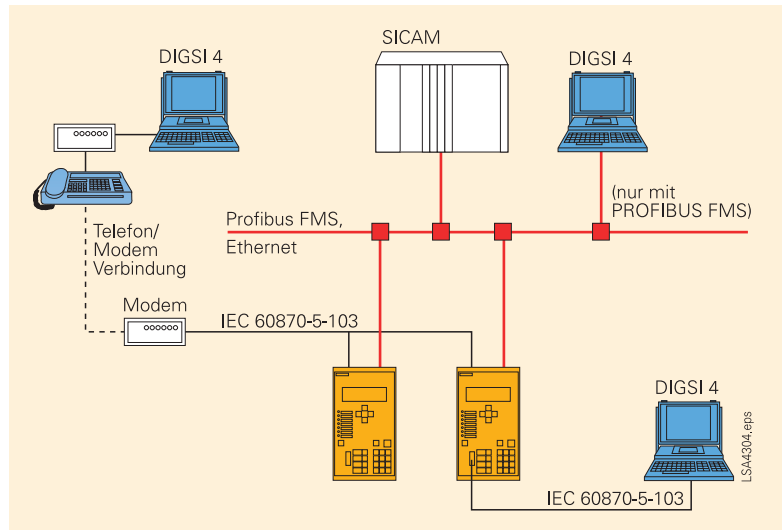 SICAM
DIGSI 4
DIGSI 4
(nur mit
PROFIBUS FMS)
Profibus FMS,
Ethernet
Telefon/
Modem
Verbindung
Modem
IEC 60870-5-103
DIGSI 4
IEC 60870-5-103
LSA4304.eps